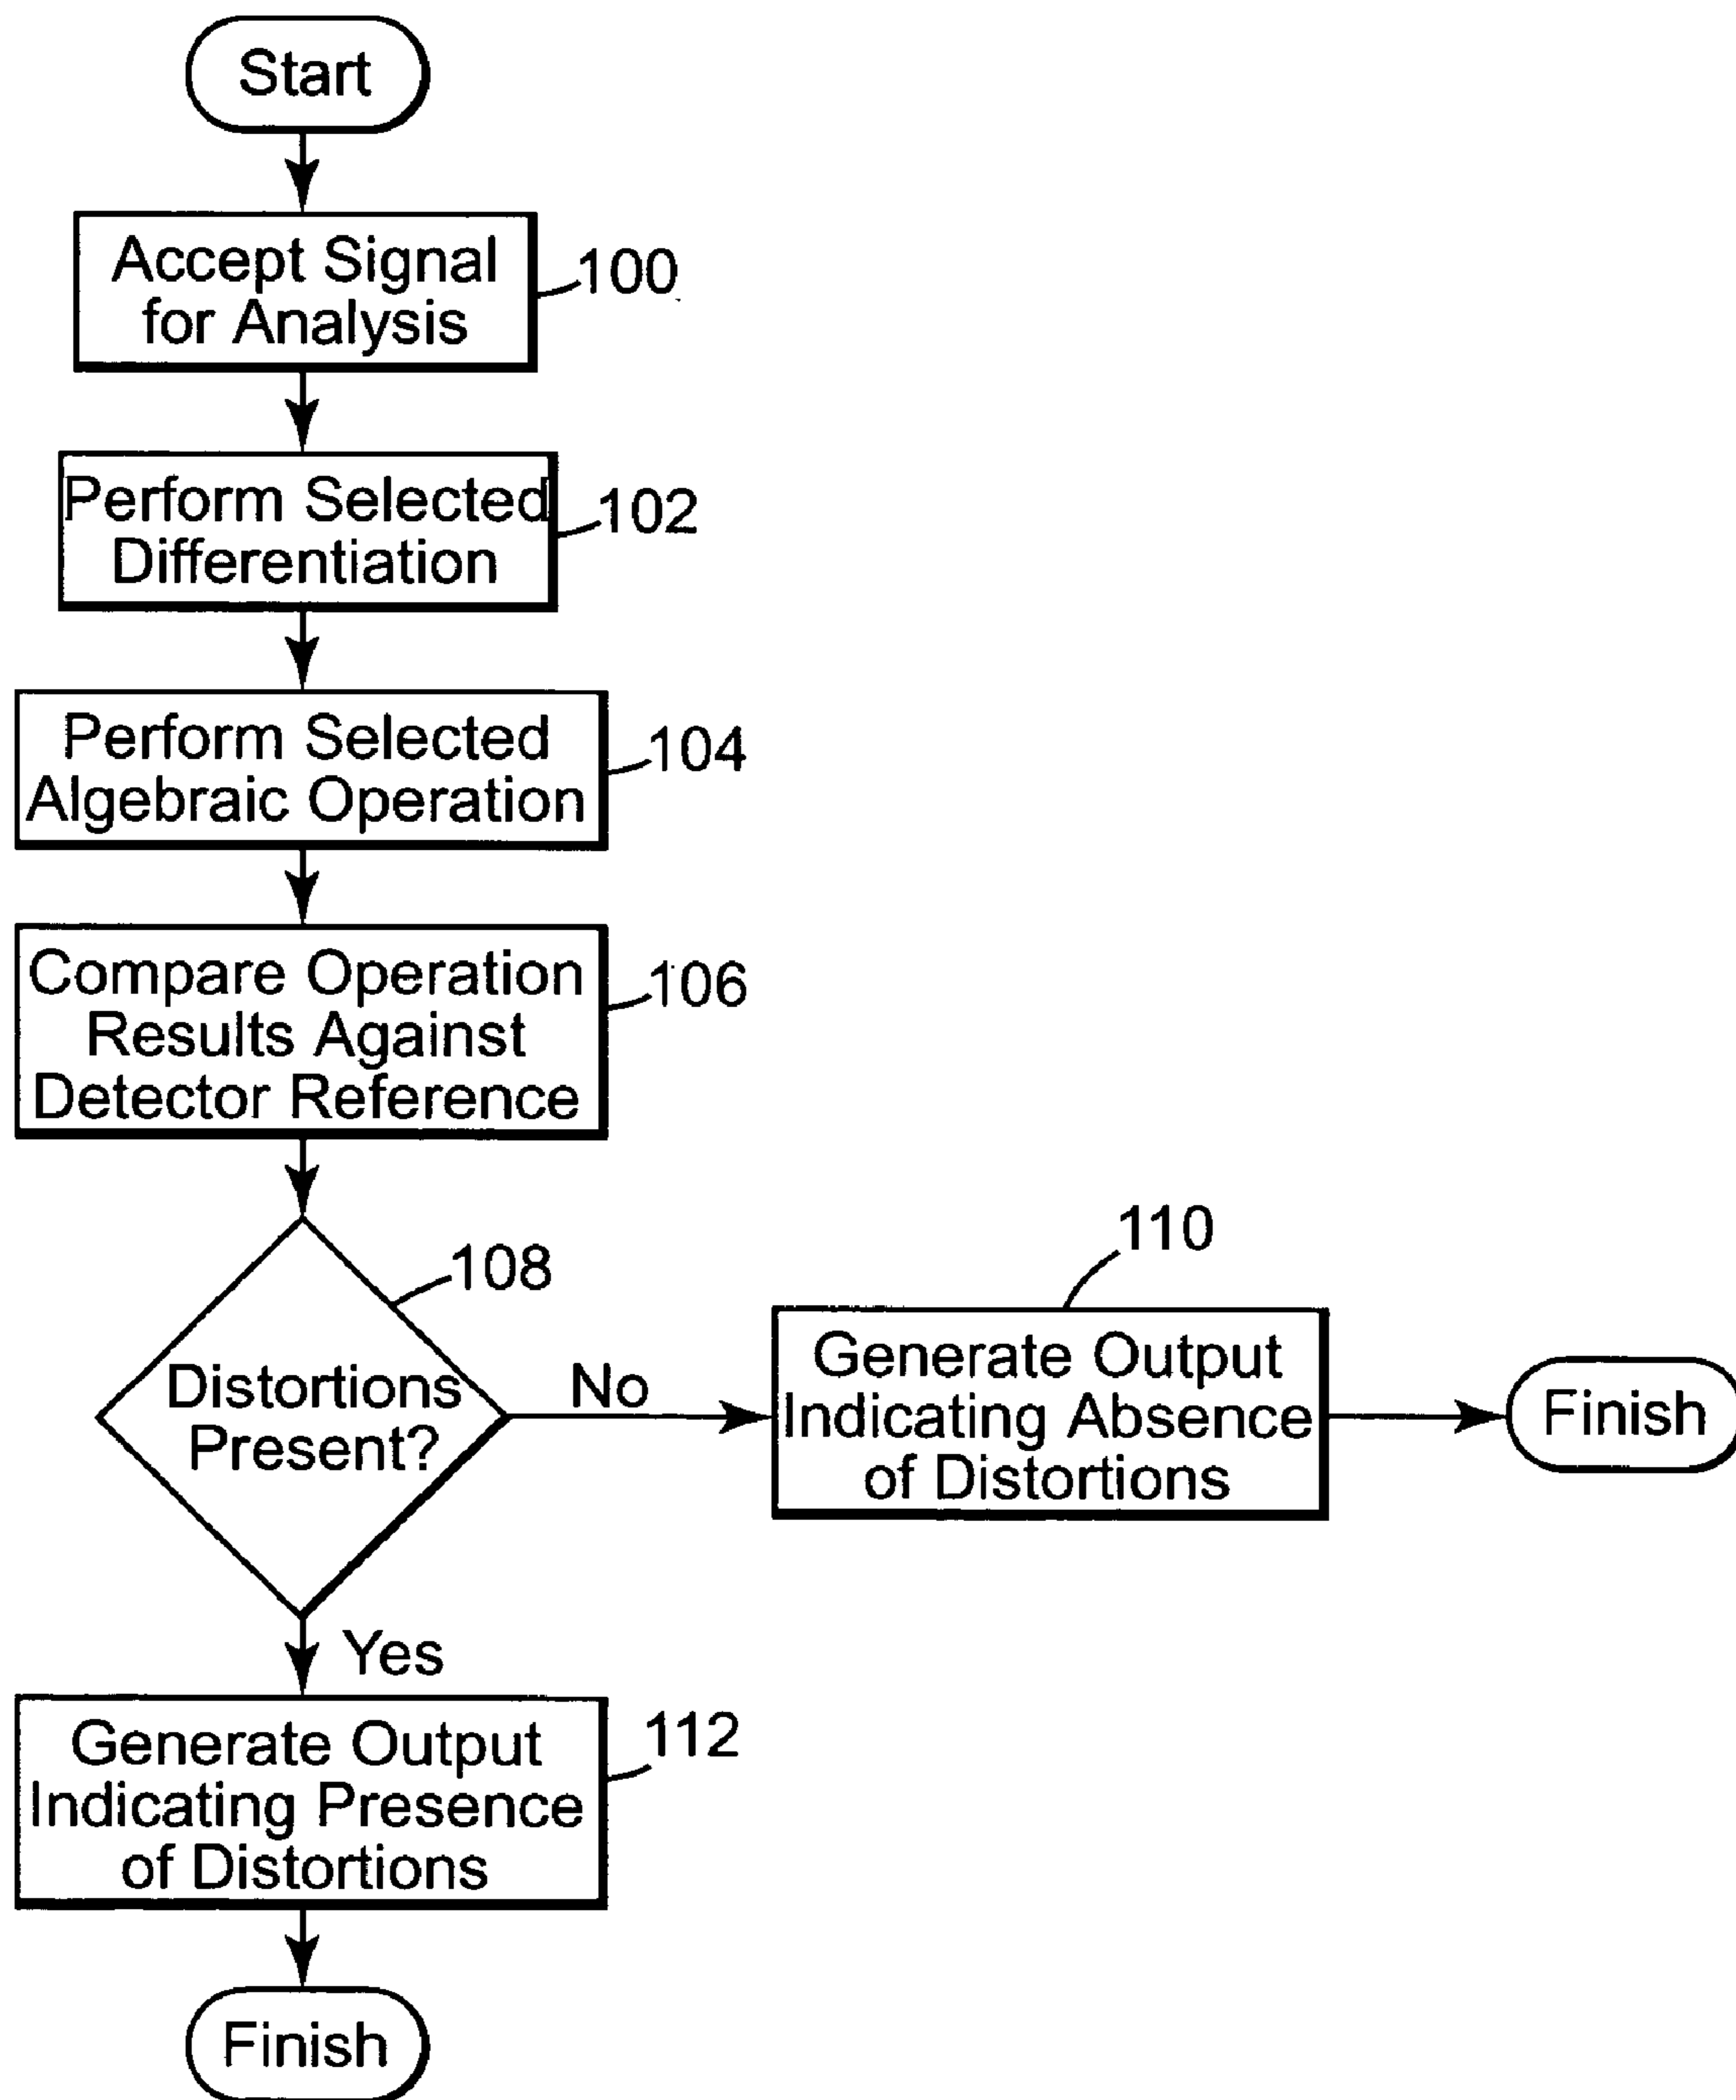 Start
Accept Signal
for Analysis
100
Perform Selected
Differentiation
102
Perform Selected
Algebraic Operation
104
Compare Operation
Results Against
Detector Reference
106
108
Distortions
Present?
No
110
Generate Output
Indicating Absence
of Distortions
Finish
Yes
Generate Output
Indicating Presence
of Distortions
112
Finish